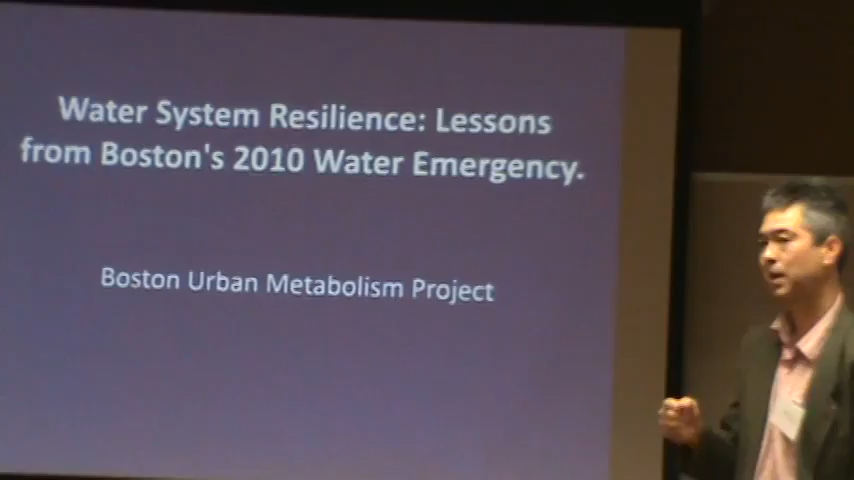 Water System Resilience: Lessons
from Boston's 2010 Water Emergency.
Boston Urban Metabolism Project